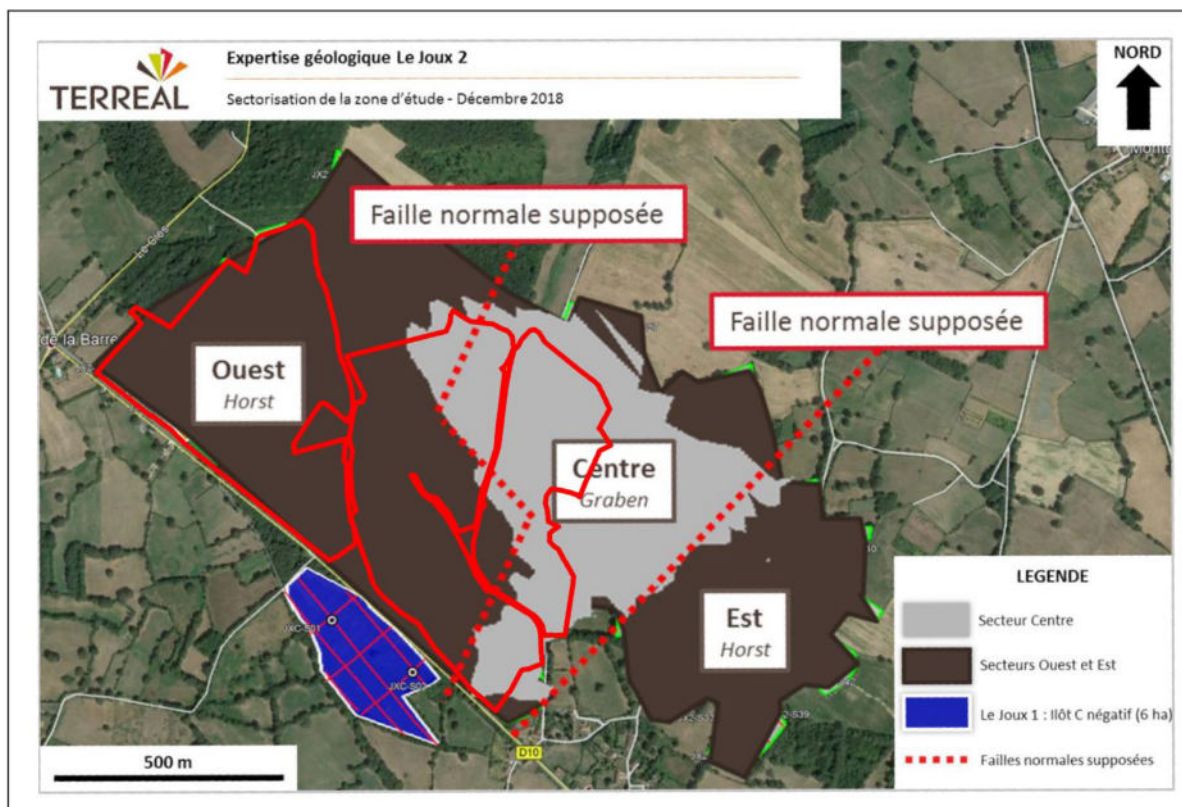 TERREAL
Expertise géologique Le Joux 2
Sectorisation de la zone d'étude - Décembre 2018
NORD
Faille normale supposée
Faille normale supposée
de la Barre
Ouest
Horst
Centre
Graben
Est
Horst
JXC-S01
D10
500 m
LEGENDE
Secteur Centre
Secteurs Ouest et Est
Le Joux 1 : Ilôt C négatif (6 ha)
Failles normales supposées